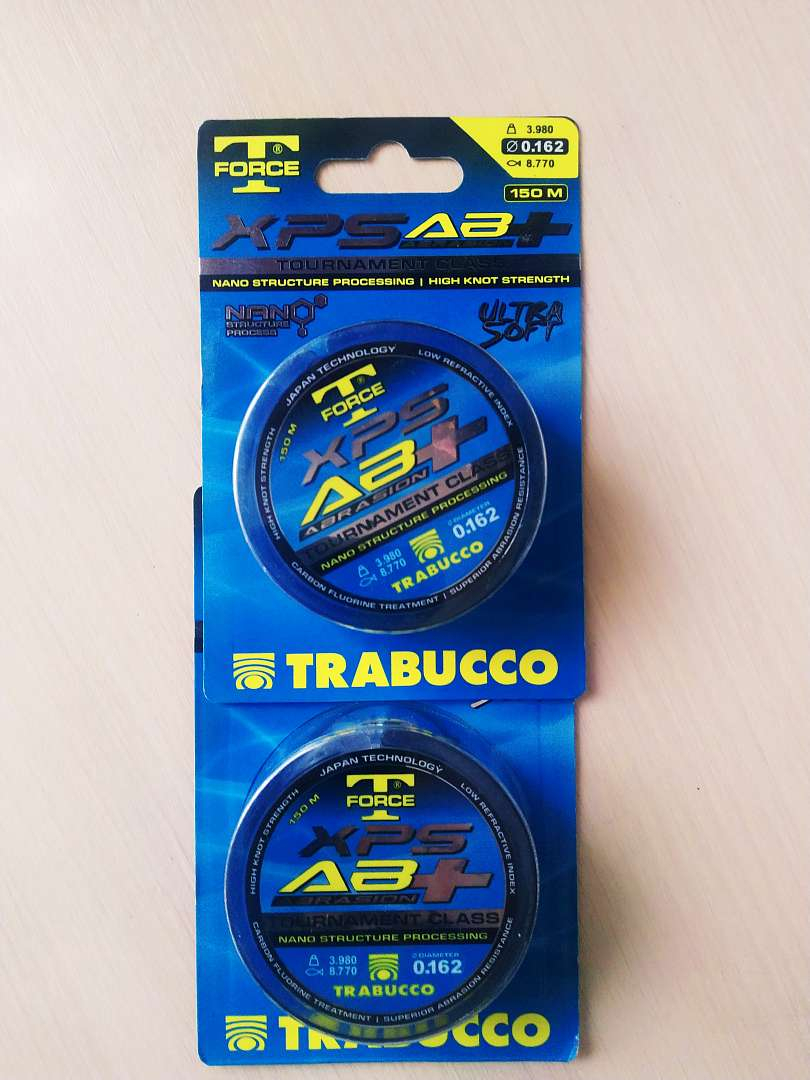 T ®
FORCE
3.980
Ø 0.162
8.770
150 M
XPS AB+
TOURNAMENT CLASS
NANO STRUCTURE PROCESSING | HIGH KNOT STRENGTH
NANO
STRUCTURE
PROCESS
ULTRA
SOFT
JAPAN TECHNOLOGY
LOW REFRACTIVE INDEX
HIGH KNOT STRENGTH
T
FORCE
150 M
XPS
AB+
ABRASION
TOURNAMENT CLASS
NANO STRUCTURE PROCESSING
3.980
8.770
Ø DIAMETER
0.162
TRABUCCO
CARBON FLUORINE TREATMENT | SUPERIOR ABRASION RESISTANCE
TRABUCCO
JAPAN TECHNOLOGY
LOW REFRACTIVE INDEX
HIGH KNOT STRENGTH
T ®
FORCE
150 M
XPS
AB+
ABRASION
TOURNAMENT CLASS
NANO STRUCTURE PROCESSING
3.980
8.770
Ø DIAMETER
0.162
TRABUCCO
CARBON FLUORINE TREATMENT | SUPERIOR ABRASION RESISTANCE
TRABUCCO